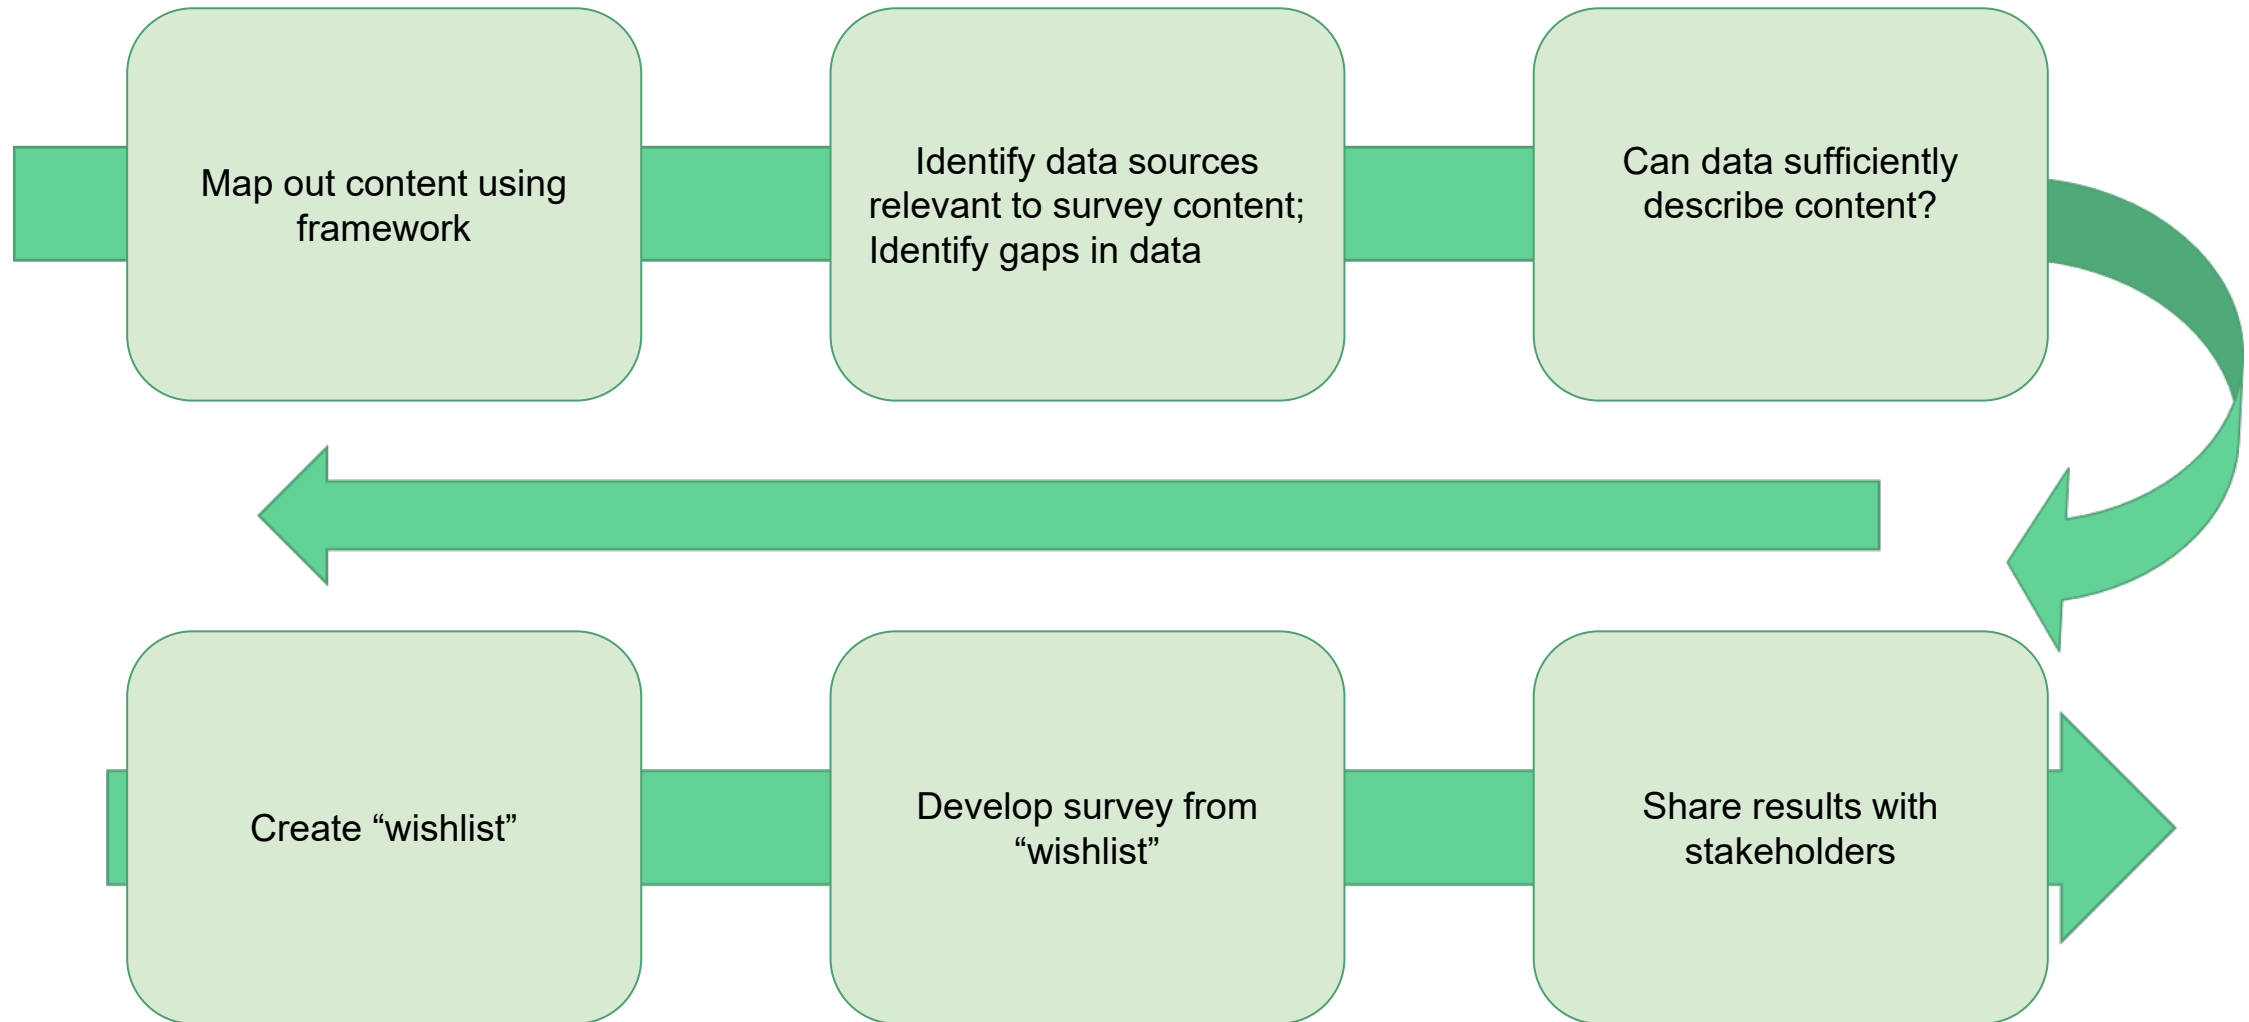 Map out content using
framework
Identify data sources
relevant to survey content;
Identify gaps in data
Can data sufficiently
describe content?
Create “wishlist”
Develop survey from
“wishlist”
Share results with
stakeholders